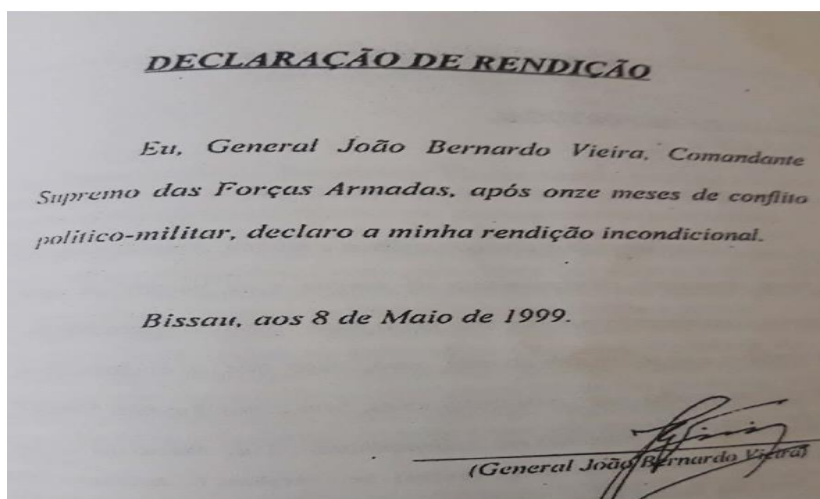 DECLARAÇÃO DE RENDIÇÃO
Eu, General João Bernardo Vieira, Comandante
Supremo das Forças Armadas, após onze meses de conflito
político-militar, declaro a minha rendição incondicional.
Bissau, aos 8 de Maio de 1999.
(General João Bernardo Vieira)